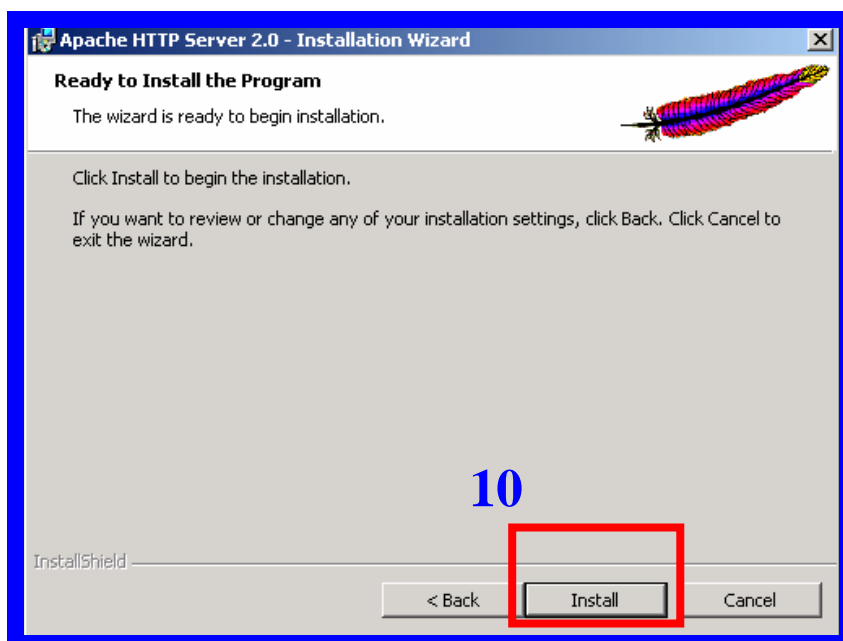 Apache HTTP Server 2.0 - Installation Wizard
Ready to Install the Program
The wizard is ready to begin installation.
Click Install to begin the installation.
If you want to review or change any of your installation settings, click Back. Click Cancel to
exit the wizard.
10
InstallShield
< Back Install Cancel